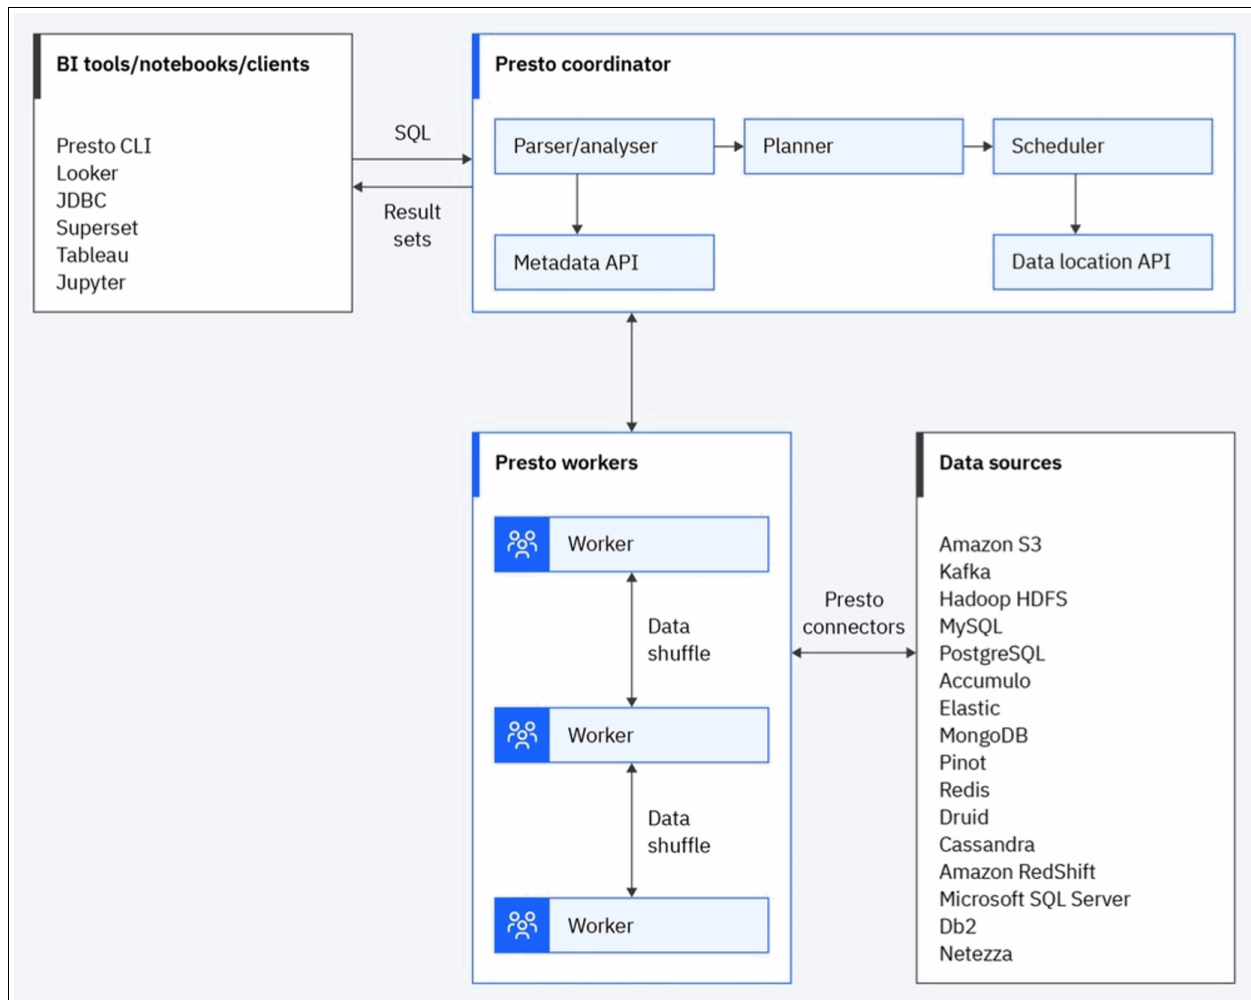 BI tools/notebooks/clients
Presto CLI
Looker
JDBC
Superset
Tableau
Jupyter
SQL
Result
sets
Presto coordinator
Parser/analyser
Planner
Scheduler
Metadata API
Data location API
Presto workers
Worker
Data
shuffle
Worker
Data
shuffle
Worker
Presto
connectors
Data sources
Amazon S3
Kafka
Hadoop HDFS
MySQL
PostgreSQL
Accumulo
Elastic
MongoDB
Pinot
Redis
Druid
Cassandra
Amazon RedShift
Microsoft SQL Server
Db2
Netezza